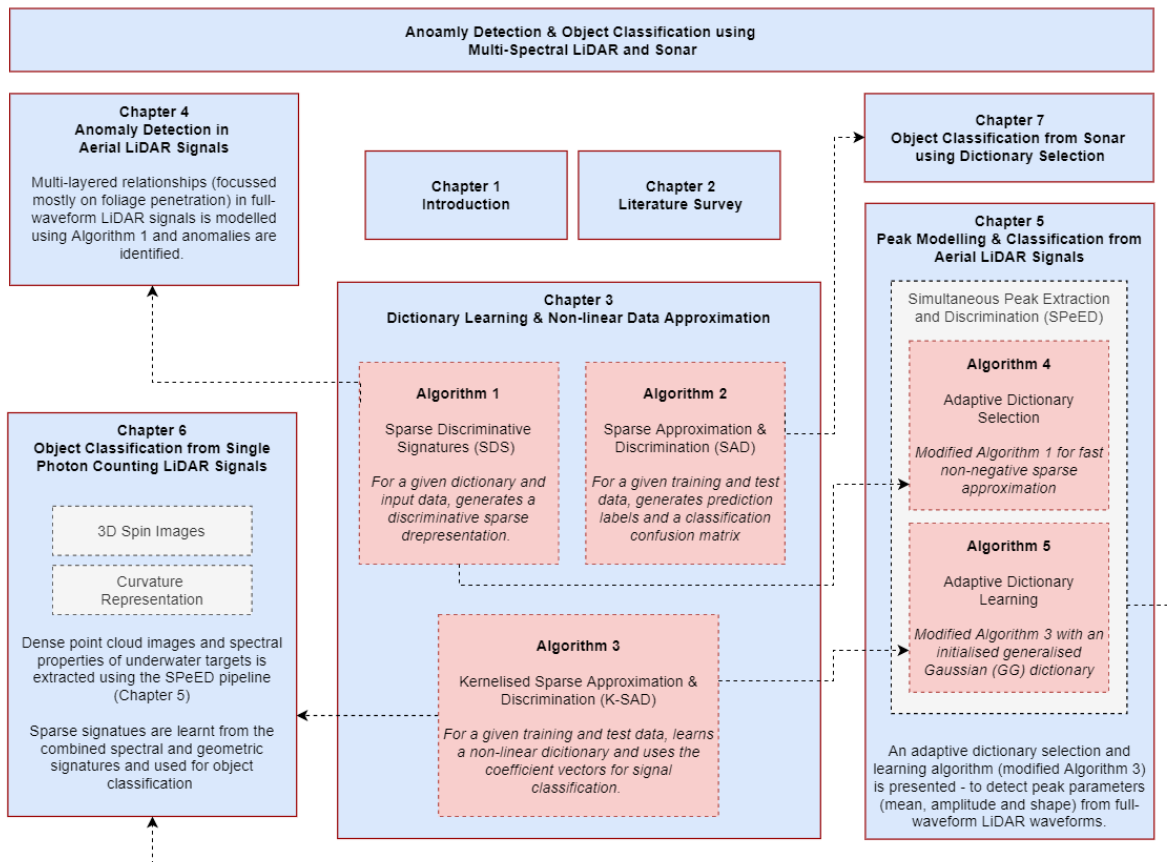 Anoamly Detection & Object Classification using
Multi-Spectral LiDAR and Sonar
Chapter 4
Anomaly Detection in
Aerial LiDAR Signals
Multi-layered relationships (focussed
mostly on foliage penetration) in full-
waveform LiDAR signals is modelled
using Algorithm 1 and anomalies are
identified.
Chapter 1
Introduction
Chapter 2
Literature Survey
Chapter 7
Object Classification from Sonar
using Dictionary Selection
Chapter 3
Dictionary Learning & Non-linear Data Approximation
Algorithm 1
Sparse Discriminative
Signatures (SDS)
For a given dictionary and
input data, generates a
discriminative sparse
drepresentation.
Algorithm 2
Sparse Approximation &
Discrimination (SAD)
For a given training and test
data, generates prediction
labels and a classification
confusion matrix
Algorithm 3
Kernelised Sparse Approximation &
Discrimination (K-SAD)
For a given training and test data, learns
a non-linear dicitionary and uses the
coefficient vectors for signal
classification.
Chapter 5
Peak Modelling & Classification from
Aerial LiDAR Signals
Simultaneous Peak Extraction
and Discrimination (SPeED)
Algorithm 4
Adaptive Dictionary
Selection
Modified Algorithm 1 for fast
non-negative sparse
approximation
Algorithm 5
Adaptive Dictionary
Learning
Modified Algorithm 3 with an
initialised generalised
Gaussian (GG) dictionary
An adaptive dictionary selection and
learning algorithm (modified Algorithm 3)
is presented - to detect peak parameters
(mean, amplitude and shape) from full-
waveform LiDAR waveforms.
Chapter 6
Object Classification from Single
Photon Counting LiDAR Signals
3D Spin Images
Curvature
Representation
Dense point cloud images and spectral
properties of underwater targets is
extracted using the SPeED pipeline
(Chapter 5)
Sparse signatues are learnt from the
combined spectral and geometric
signatures and used for object
classification